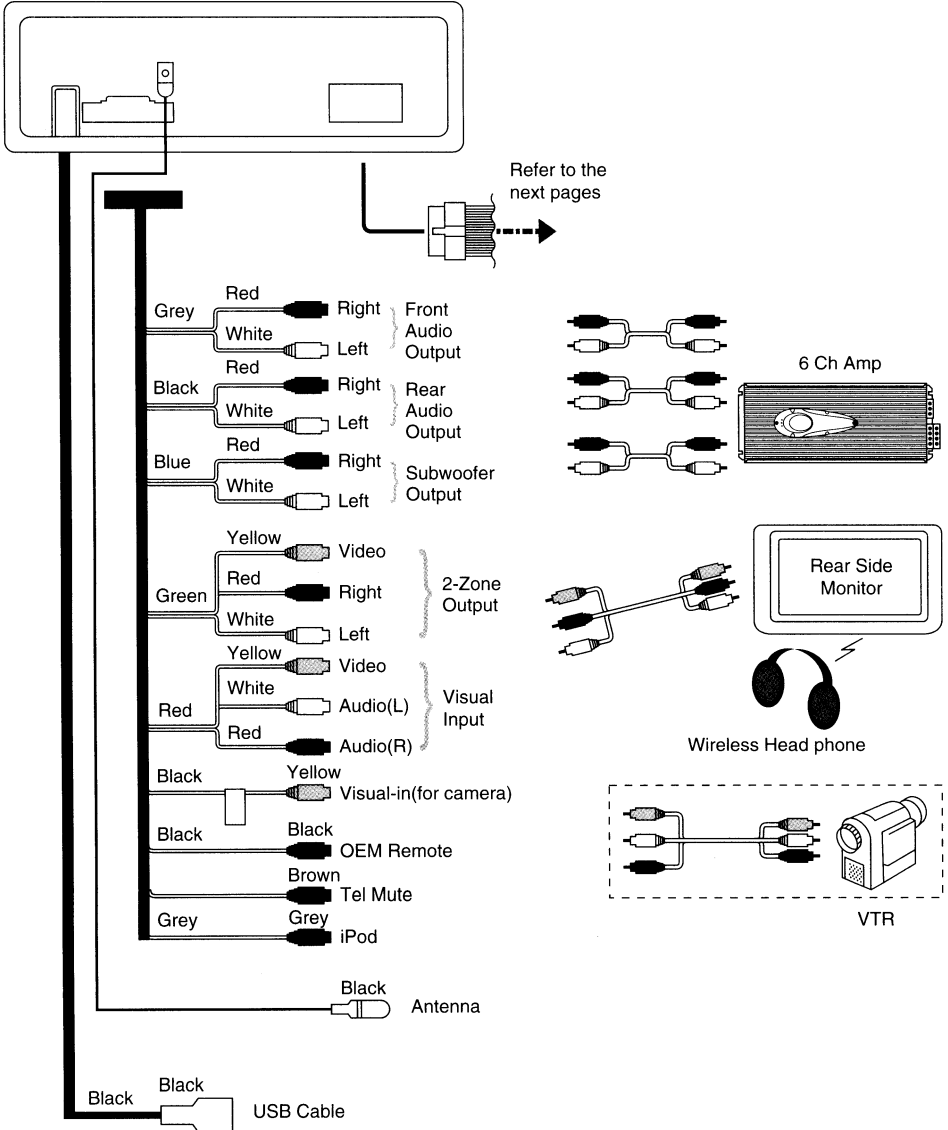 Refer to the
next pages
Grey
Red
Right
White
Left
Front
Audio
Output
Black
Red
Right
White
Left
Rear
Audio
Output
Blue
Red
Right
White
Left
Subwoofer
Output
6 Ch Amp
Green
Yellow
Video
Red
Right
White
Left
2-Zone
Output
Rear Side
Monitor
Wireless Head phone
Red
Yellow
Video
White
Audio(L)
Red
Audio(R)
Visual
Input
Black
Yellow
Visual-in(for camera)
Black
Black
OEM Remote
Brown
Tel Mute
Grey
Grey
iPod
VTR
Black
Antenna
Black
Black
USB Cable